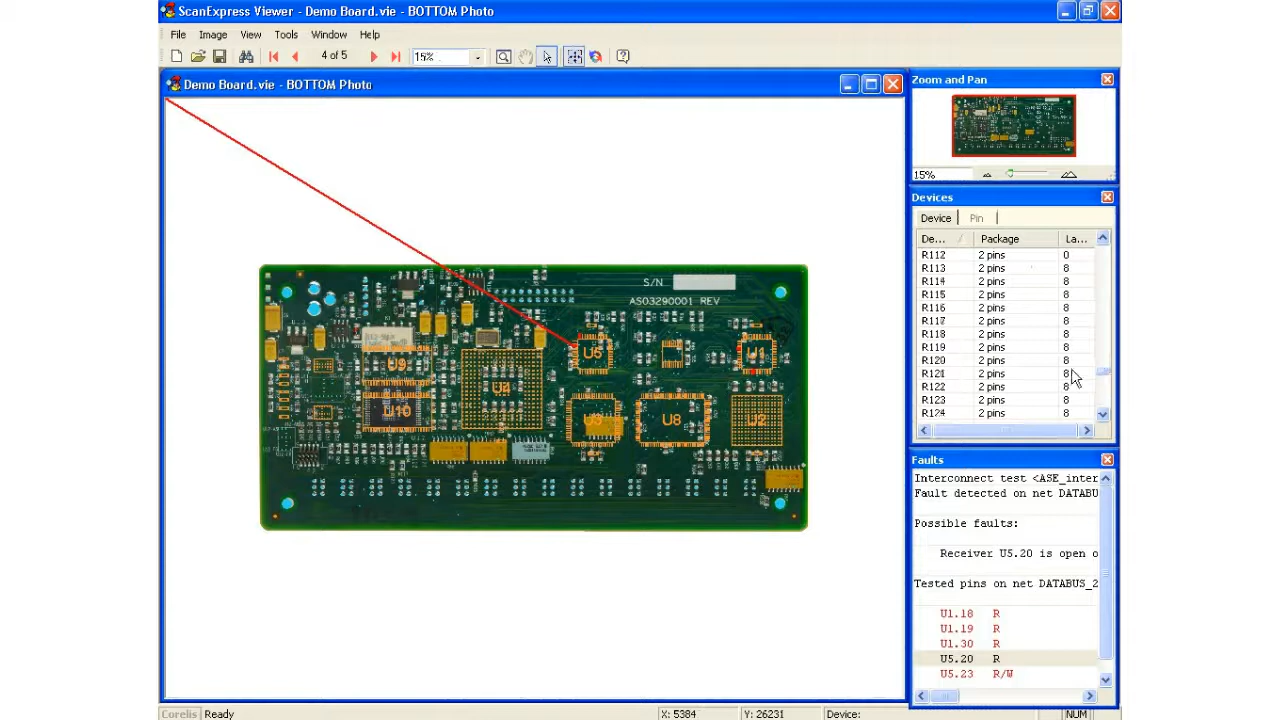 ScanExpress Viewer - Demo Board.vie - BOTTOM Photo
File Image View Tools Window Help
4 of 5 15%
Demo Board.vie - BOTTOM Photo
S/N
AS03290001 REV
U9
U10
U4
U5
U1
U3
U8
U2
Zoom and Pan
15%
Devices
Device Pin
De... Package La...
R112 2 pins 0
R113 2 pins 8
R114 2 pins 8
R115 2 pins 8
R116 2 pins 8
R117 2 pins 8
R118 2 pins 8
R119 2 pins 8
R120 2 pins 8
R121 2 pins 8
R122 2 pins 8
R123 2 pins 8
R124 2 pins 8
Faults
Interconnect test <ASE_inter
Fault detected on net DATABU
Possible faults:
Receiver U5.20 is open o
Tested pins on net DATABUS_2
U1.18 R
U1.19 R
U1.30 R
U5.20 R
U5.23 R/W
Corelis Ready X: 5384 Y: 26231 Device: NUM